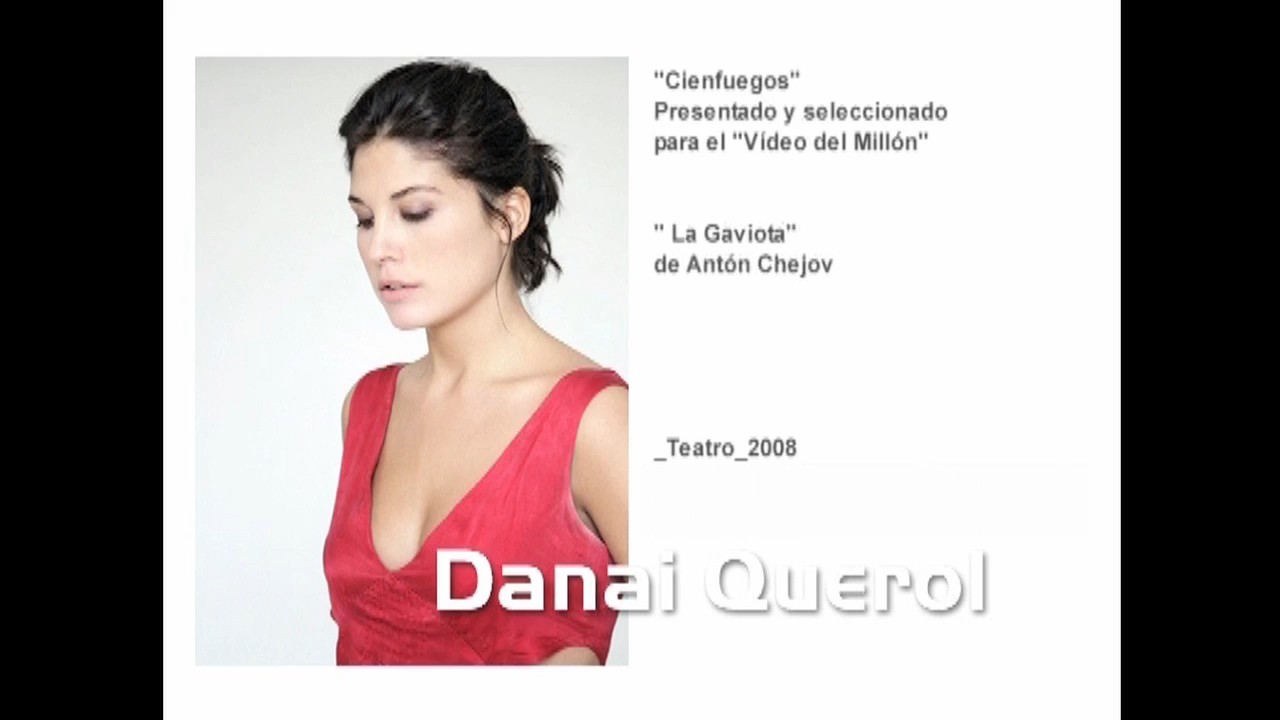 "Cienfuegos"
Presentado y seleccionado
para el "Vídeo del Millón"
" La Gaviota"
de Antón Chejov
_Teatro_2008
Danai Querol